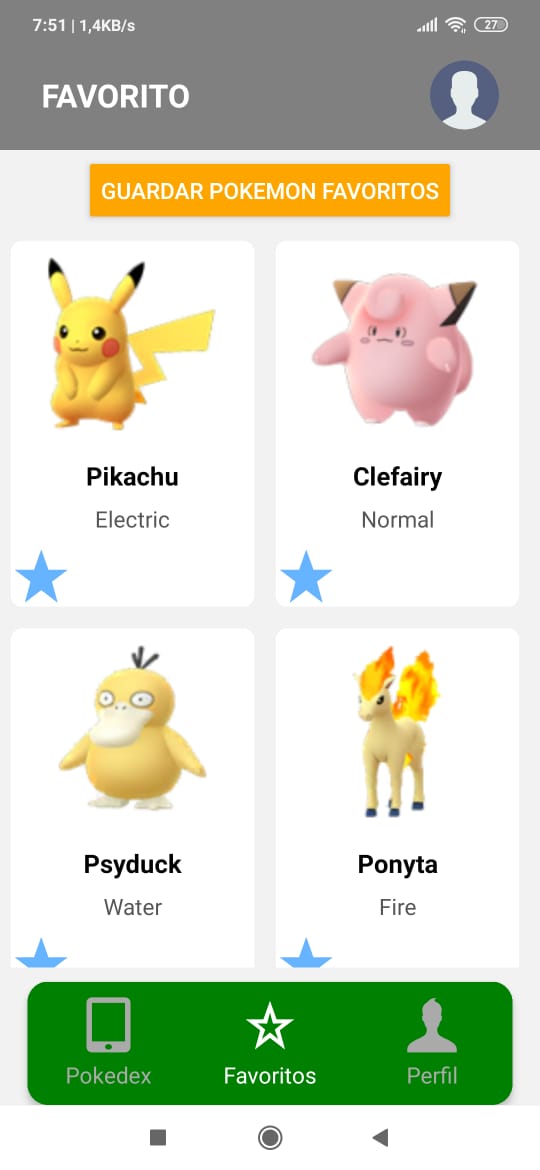 7:51 | 1,4KB/s
27
FAVORITO
GUARDAR POKEMON FAVORITOS
Pikachu
Electric
Clefairy
Normal
Psyduck
Water
Ponyta
Fire
Pokedex
Favoritos
Perfil